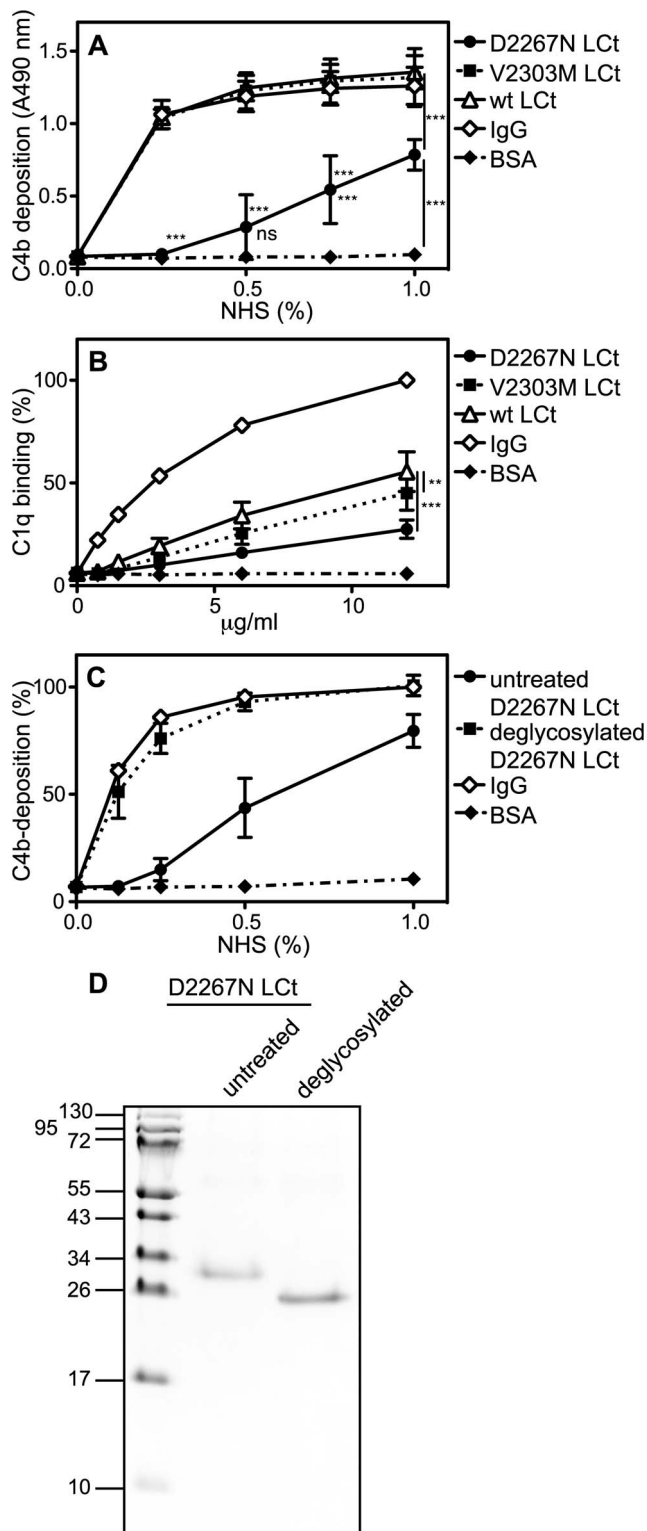 A
C4b deposition (A490 nm)
1.5
1.0
0.5
0.0
***
***
ns
***
***
***
***
0.0 0.5 1.0
NHS (%)
D2267N LCt
V2303M LCt
wt LCt
IgG
BSA
B
C1q binding (%)
100
50
0
**
***
0 5 10
μg/ml
D2267N LCt
V2303M LCt
wt LCt
IgG
BSA
C
C4b-deposition (%)
100
50
0
0.0 0.5 1.0
NHS (%)
untreated
D2267N LCt
deglycosylated
D2267N LCt
IgG
BSA
D
D2267N LCt
untreated
deglycosylated
130
95
72
55
43
34
26
17
10